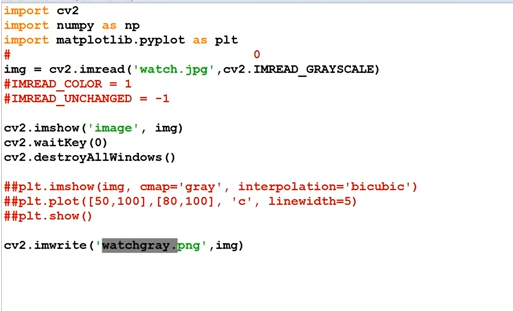 import cv2
import numpy as np
import matplotlib.pyplot as plt
#                                   0
img = cv2.imread('watch.jpg',cv2.IMREAD_GRAYSCALE)
#IMREAD_COLOR = 1
#IMREAD_UNCHANGED = -1
cv2.imshow('image', img)
cv2.waitKey(0)
cv2.destroyAllWindows()
##plt.imshow(img, cmap='gray', interpolation='bicubic')
##plt.plot([50,100],[80,100], 'c', linewidth=5)
##plt.show()
cv2.imwrite('watchgray.png',img)